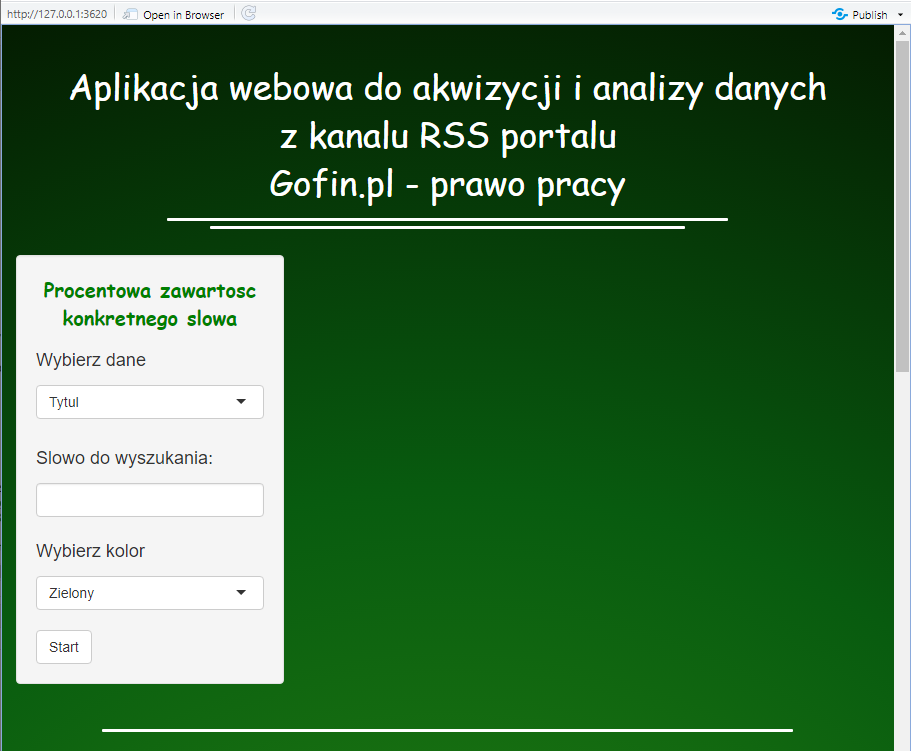 http://127.0.0.1:3620 Open in Browser Publish
Aplikacja webowa do akwizycji i analizy danych
z kanalu RSS portalu
Gofin.pl - prawo pracy
Procentowa zawartosc
konkretnego slowa
Wybierz dane
Tytul
Slowo do wyszukania:
Wybierz kolor
Zielony
Start